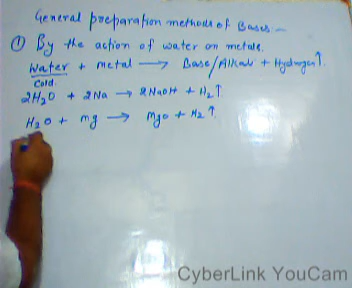 General preparation methods of Bases:-
① By the action of water on metals.
Water + Metal → Base/Alkali + Hydrogen↑.
Cold
2H₂O + 2Na → 2NaOH + H₂↑
H₂O + mg → mgo + H₂↑
CyberLink YouCam